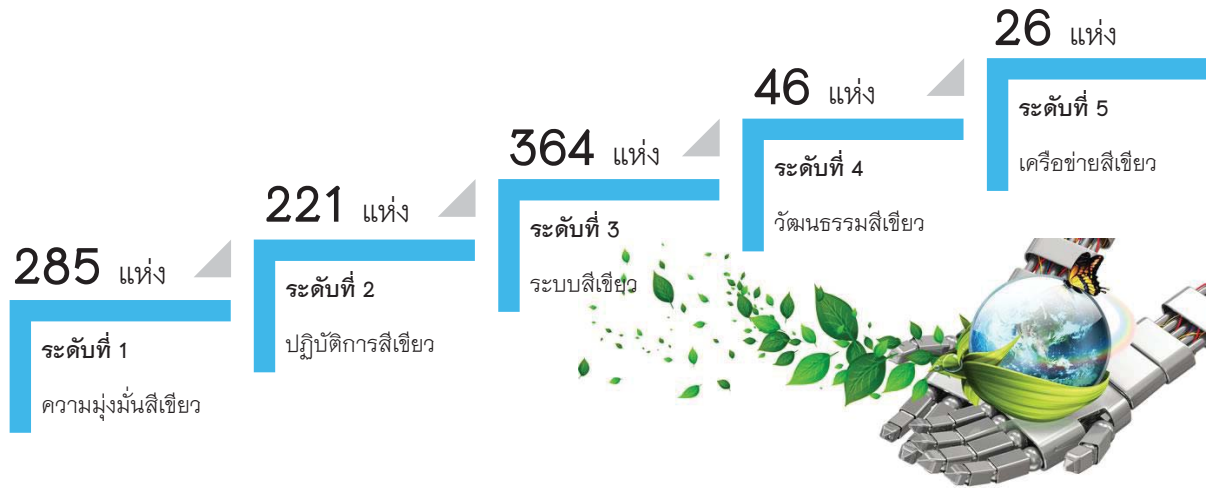 285 แห่ง
ระดับที่ 1
ความมุ่งมั่นสีเขียว
221 แห่ง
ระดับที่ 2
ปฏิบัติการสีเขียว
364 แห่ง
ระดับที่ 3
ระบบสีเขียว
46 แห่ง
ระดับที่ 4
วัฒนธรรมสีเขียว
26 แห่ง
ระดับที่ 5
เครือข่ายสีเขียว